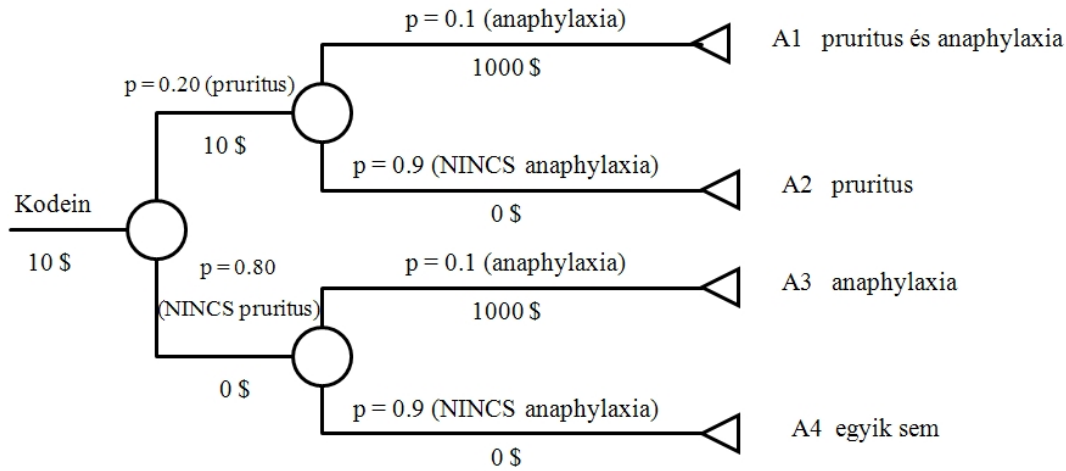 p = 0.1 (anaphylaxia)
1000 $
A1 pruritus és anaphylaxia
p = 0.20 (pruritus)
10 $
p = 0.9 (NINCS anaphylaxia)
0 $
A2 pruritus
Kodein
10 $
p = 0.80
(NINCS pruritus)
0 $
p = 0.1 (anaphylaxia)
1000 $
A3 anaphylaxia
p = 0.9 (NINCS anaphylaxia)
0 $
A4 egyik sem